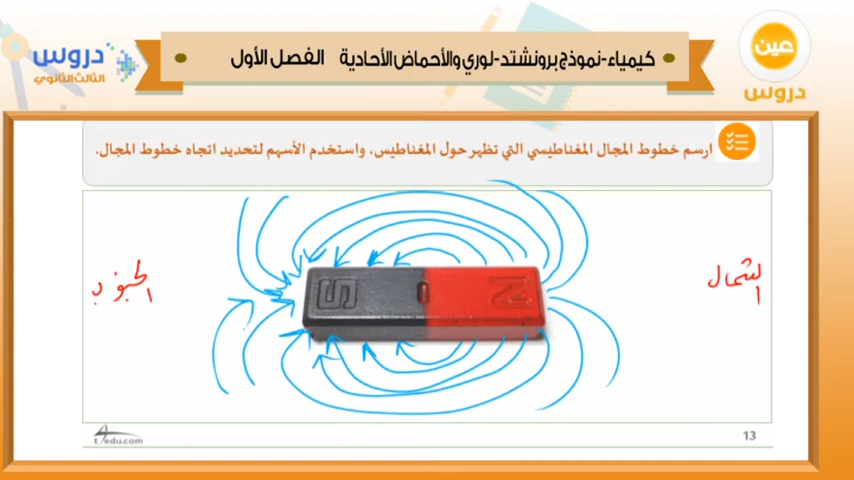 كيمياء-نموذج برونشتد-لوري والأحماض الأحادية الفصل الأول
عين
دروس
دروس
الثالث الثانوي
ارسم خطوط المجال المغناطيسي التي تظهر حول المغناطيس، واستخدم الأسهم لتحديد اتجاه خطوط المجال.
الشمال
الجنوب
S
N
t4edu.com
13